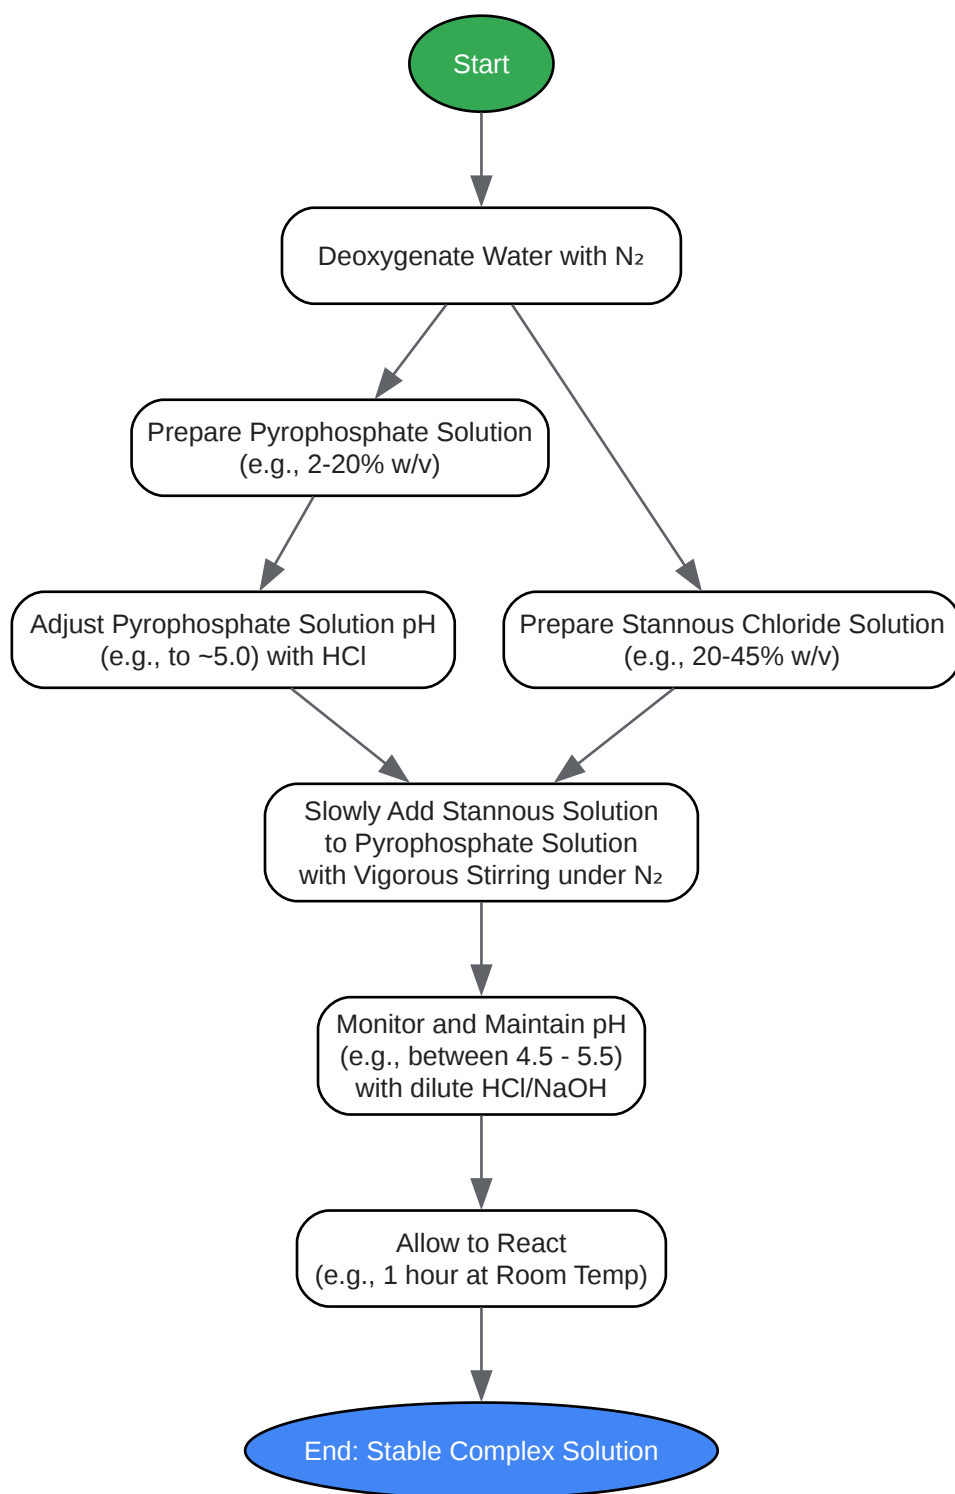 Start
Deoxygenate Water with N₂
Prepare Pyrophosphate Solution
(e.g., 2-20% w/v)
Adjust Pyrophosphate Solution pH
(e.g., to ~5.0) with HCl
Prepare Stannous Chloride Solution
(e.g., 20-45% w/v)
Slowly Add Stannous Solution
to Pyrophosphate Solution
with Vigorous Stirring under N₂
Monitor and Maintain pH
(e.g., between 4.5 - 5.5)
with dilute HCl/NaOH
Allow to React
(e.g., 1 hour at Room Temp)
End: Stable Complex Solution